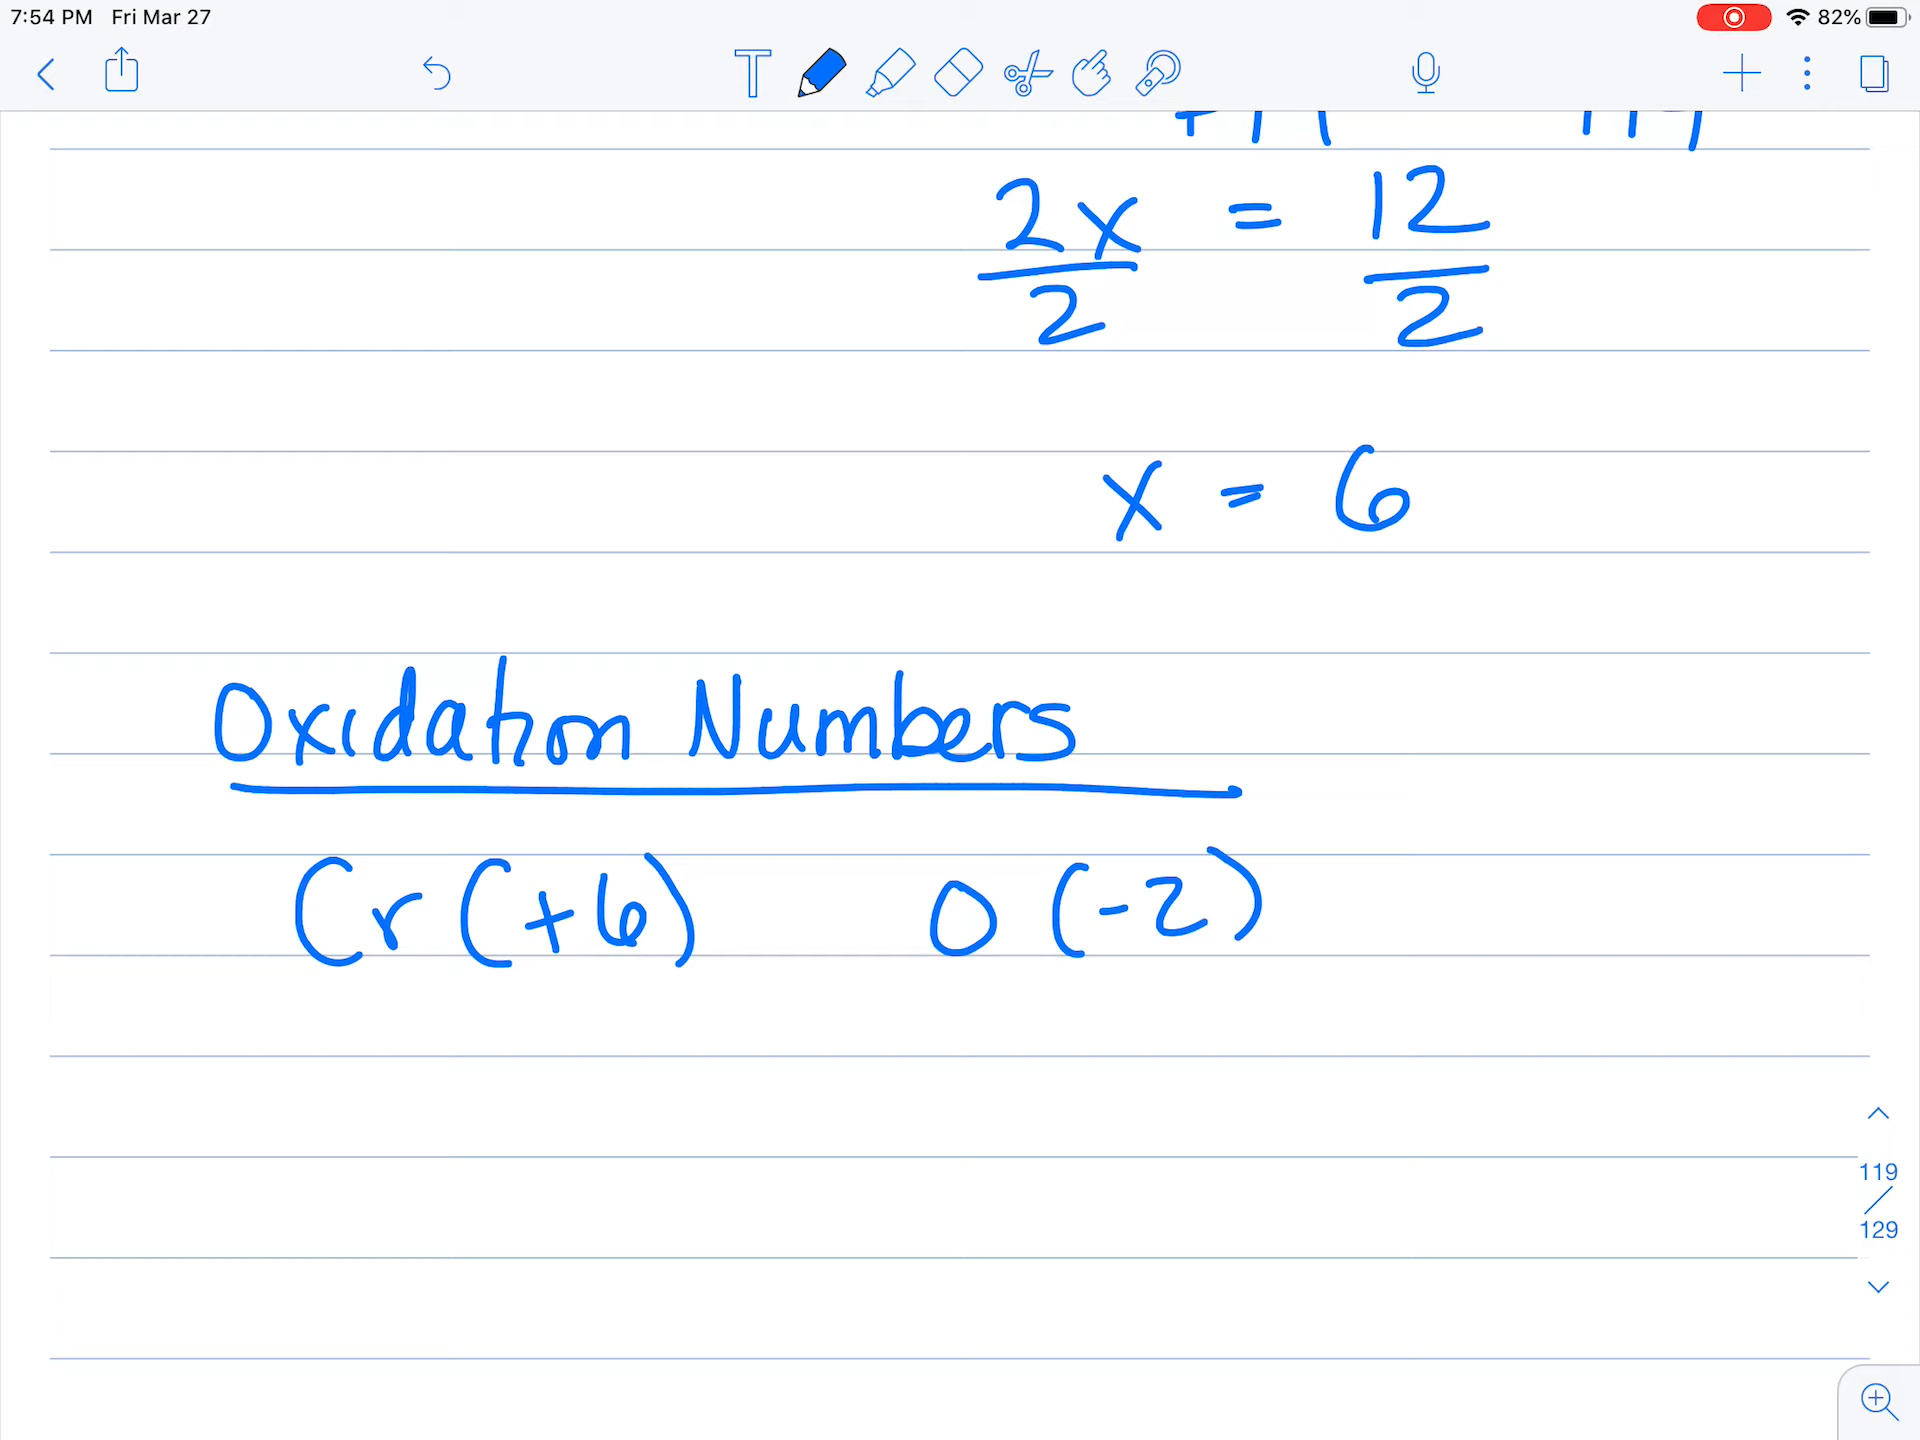 7:54 PM Fri Mar 27 82%
T
2x = 12
2 2
x = 6
Oxidation Numbers
Cr (+6) O (-2)
119
129